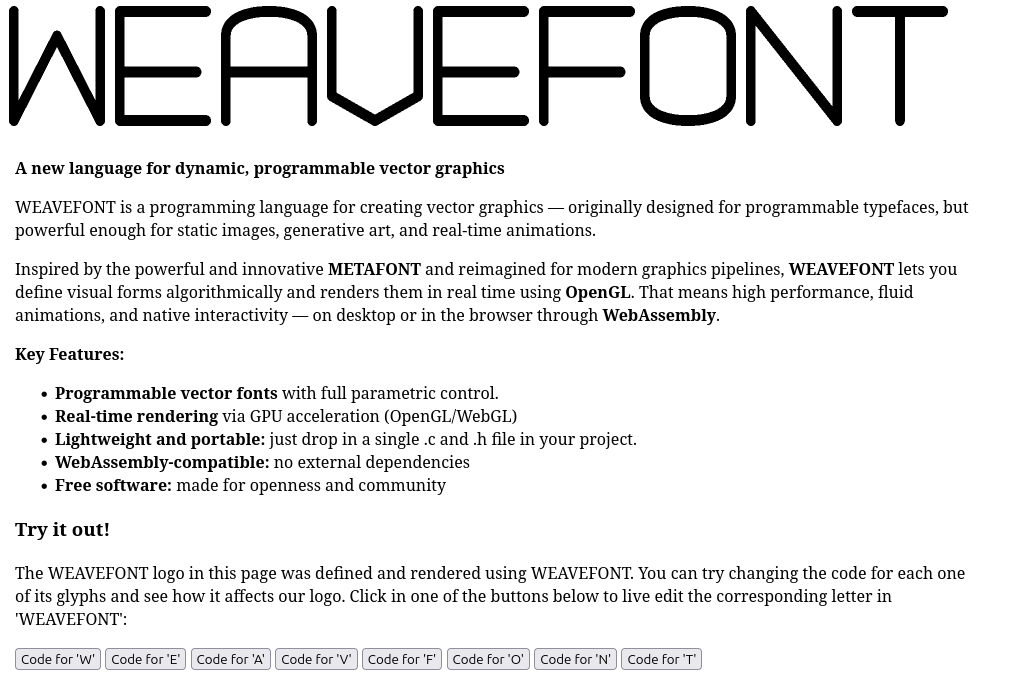 WEAVEFONT
A new language for dynamic, programmable vector graphics
WEAVEFONT is a programming language for creating vector graphics — originally designed for programmable typefaces, but
powerful enough for static images, generative art, and real-time animations.
Inspired by the powerful and innovative METAFONT and reimagined for modern graphics pipelines, WEAVEFONT lets you
define visual forms algorithmically and renders them in real time using OpenGL. That means high performance, fluid
animations, and native interactivity — on desktop or in the browser through WebAssembly.
Key Features:
• Programmable vector fonts with full parametric control.
• Real-time rendering via GPU acceleration (OpenGL/WebGL)
• Lightweight and portable: just drop in a single .c and .h file in your project.
• WebAssembly-compatible: no external dependencies
• Free software: made for openness and community
Try it out!
The WEAVEFONT logo in this page was defined and rendered using WEAVEFONT. You can try changing the code for each one
of its glyphs and see how it affects our logo. Click in one of the buttons below to live edit the corresponding letter in
'WEAVEFONT':
Code for 'W' Code for 'E' Code for 'A' Code for 'V' Code for 'F' Code for 'O' Code for 'N' Code for 'T'